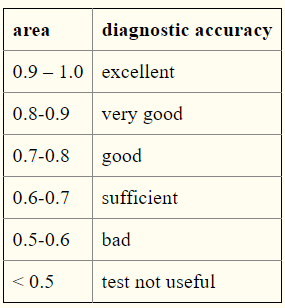 area diagnostic accuracy
0.9 – 1.0 excellent
0.8-0.9 very good
0.7-0.8 good
0.6-0.7 sufficient
0.5-0.6 bad
< 0.5 test not useful